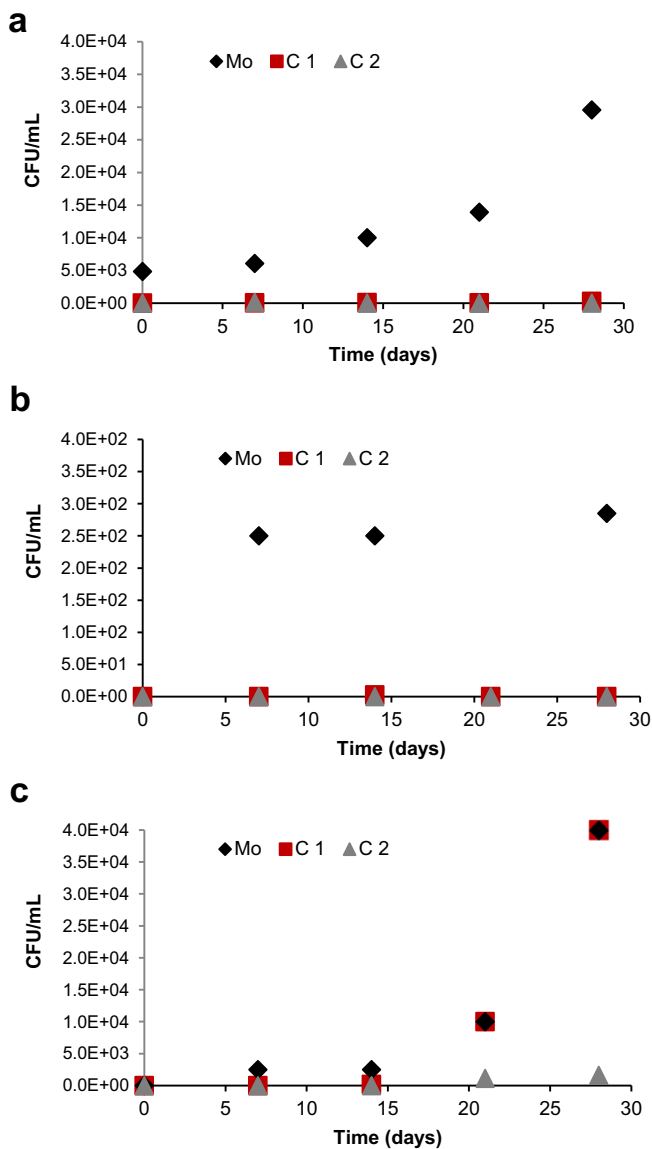 a
4.0E+04
Mo C 1 C 2
3.5E+04
3.0E+04
2.5E+04
2.0E+04
1.5E+04
1.0E+04
5.0E+03
0.0E+00
CFU/mL
0 5 10 15 20 25 30
Time (days)
b
4.0E+02
Mo C 1 C 2
3.5E+02
3.0E+02
2.5E+02
2.0E+02
1.5E+02
1.0E+02
5.0E+01
0.0E+00
CFU/mL
0 5 10 15 20 25 30
Time (days)
c
4.0E+04
Mo C 1 C 2
3.5E+04
3.0E+04
2.5E+04
2.0E+04
1.5E+04
1.0E+04
5.0E+03
0.0E+00
CFU/mL
0 5 10 15 20 25 30
Time (days)